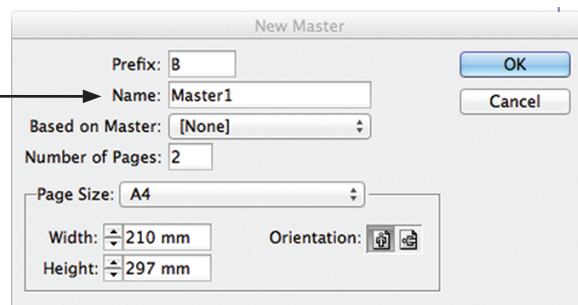 New Master
Prefix: B
OK
Name: Master1
Cancel
Based on Master: [None]
Number of Pages: 2
Page Size: A4
Width: 210 mm Orientation:
Height: 297 mm